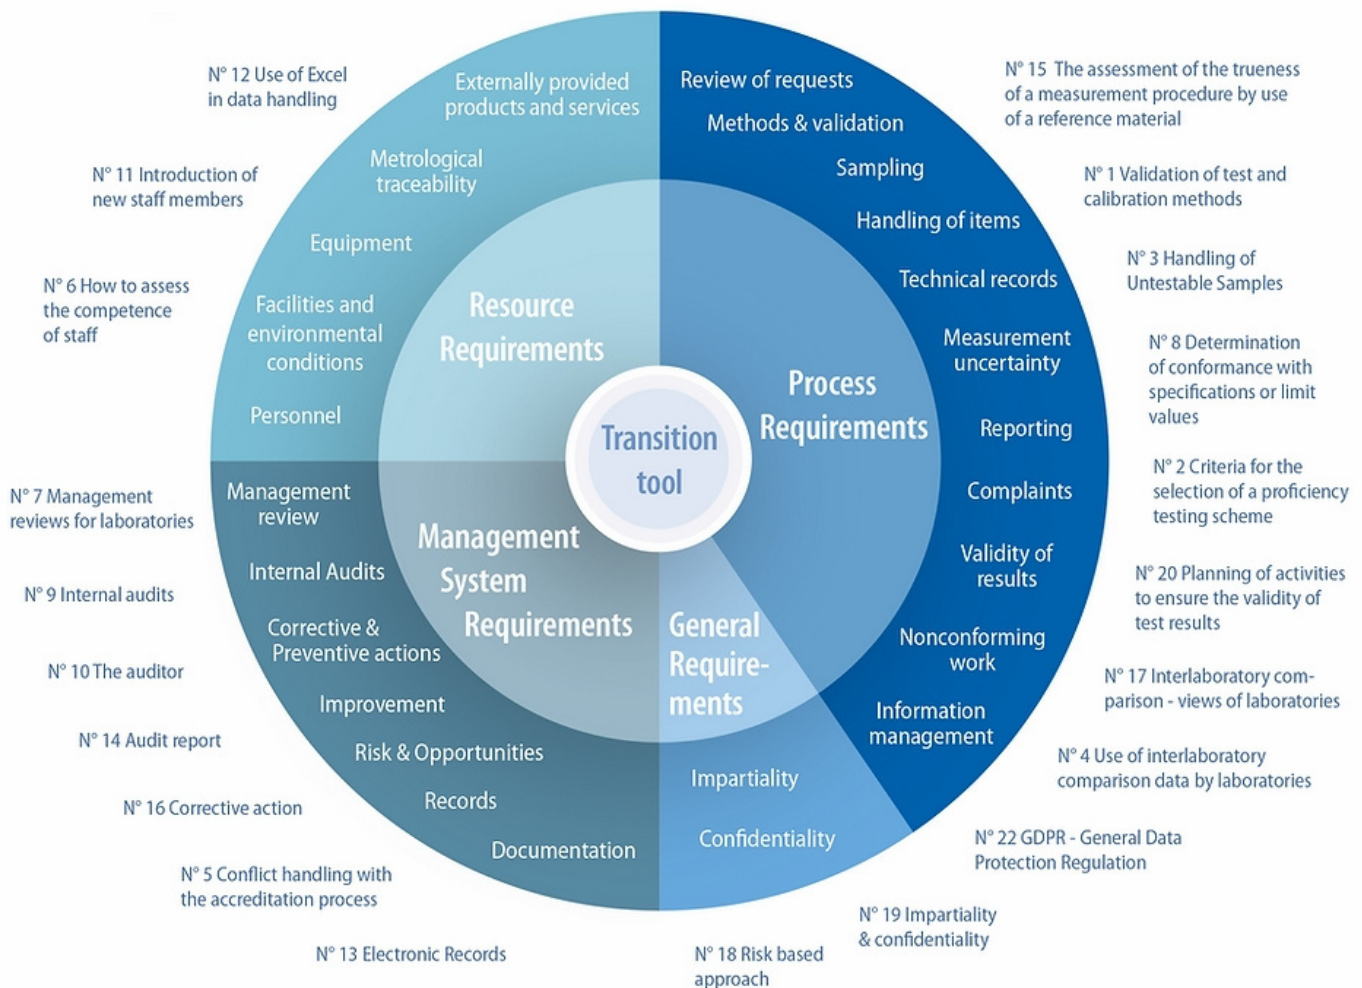 N° 12 Use of Excel
in data handling
N° 11 Introduction of
new staff members
N° 6 How to assess
the competence
of staff
N° 7 Management
reviews for laboratories
N° 9 Internal audits
N° 10 The auditor
N° 14 Audit report
N° 16 Corrective action
N° 5 Conflict handling with
the accreditation process
N° 13 Electronic Records
Externally provided
products and services
Metrological
traceability
Equipment
Facilities and
environmental
conditions
Personnel
Resource
Requirements
Management
review
Internal Audits
Corrective &
Preventive actions
Improvement
Risk & Opportunities
Records
Documentation
Management
System
Requirements
Transition
tool
Process
Requirements
General
Require-
ments
Review of requests
Methods & validation
Sampling
Handling of items
Technical records
Measurement
uncertainty
Reporting
Complaints
Validity of
results
Nonconforming
work
Information
management
Impartiality
Confidentiality
N° 15 The assessment of the trueness
of a measurement procedure by use
of a reference material
N° 1 Validation of test and
calibration methods
N° 3 Handling of
Untestable Samples
N° 8 Determination
of conformance with
specifications or limit
values
N° 2 Criteria for the
selection of a proficiency
testing scheme
N° 20 Planning of activities
to ensure the validity of
test results
N° 17 Interlaboratory com-
parison - views of laboratories
N° 4 Use of interlaboratory
comparison data by laboratories
N° 22 GDPR - General Data
Protection Regulation
N° 19 Impartiality
& confidentiality
N° 18 Risk based
approach